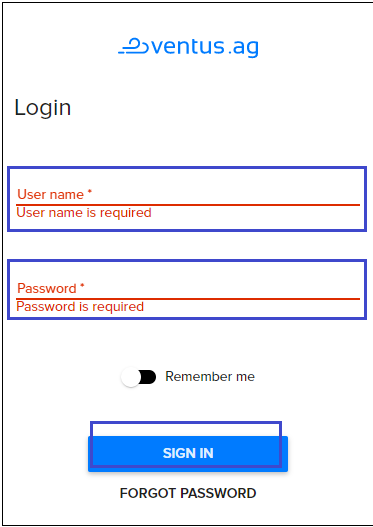 ventus.ag
Login
User name *
User name is required
Password *
Password is required
Remember me
SIGN IN
FORGOT PASSWORD